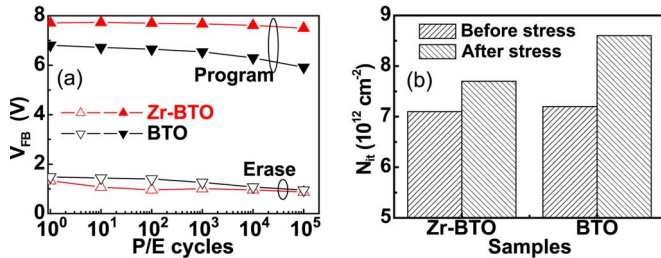 8
6
4
2
0
V_FB (V)
(a)
Program
Zr-BTO
BTO
Erase
10^0 10^1 10^2 10^3 10^4 10^5
P/E cycles
9
8
7
6
5
N_it (10^12 cm^-2)
Before stress
After stress
(b)
Zr-BTO BTO
Samples